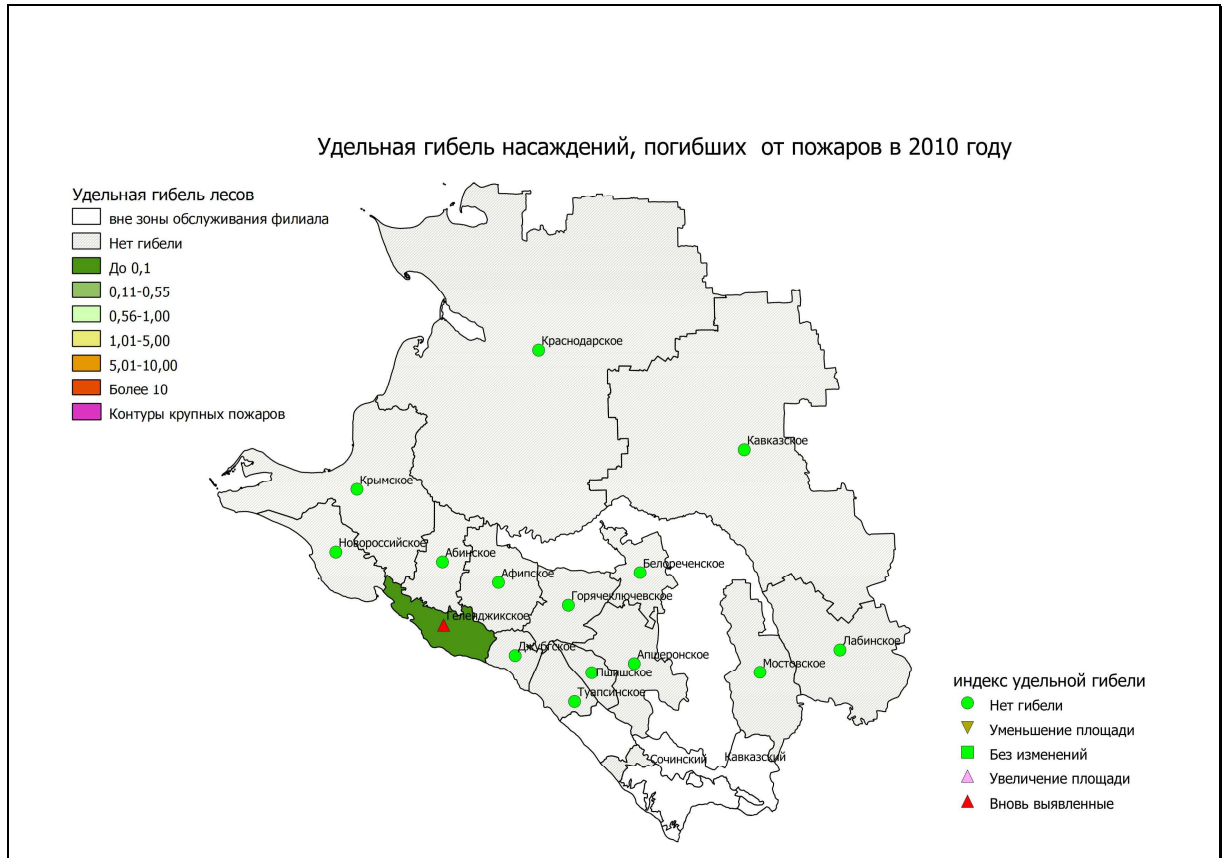 Удельная гибель насаждений, погибших от пожаров в 2010 году
Удельная гибель лесов
вне зоны обслуживания филиала
Нет гибели
До 0,1
0,11-0,55
0,56-1,00
1,01-5,00
5,01-10,00
Более 10
Контуры крупных пожаров
Краснодарское
Кавказское
Крымское
Новороссийское
Абинское
Афипское
Белореченское
Горячеключевское
Геленджикское
Джубгское
Пшишское
Апшеронское
Туапсинское
Мостовское
Лабинское
Сочинский
Кавказский
индекс удельной гибели
Нет гибели
Уменьшение площади
Без изменений
Увеличение площади
Вновь выявленные